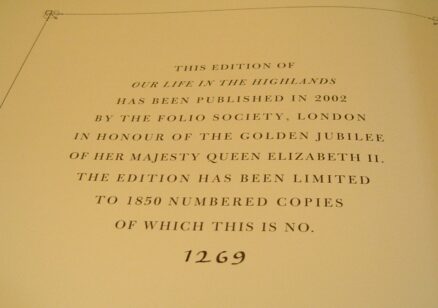 THIS EDITION OF
OUR LIFE IN THE HIGHLANDS
HAS BEEN PUBLISHED IN 2002
BY THE FOLIO SOCIETY, LONDON
IN HONOUR OF THE GOLDEN JUBILEE
OF HER MAJESTY QUEEN ELIZABETH II.
THE EDITION HAS BEEN LIMITED
TO 1850 NUMBERED COPIES
OF WHICH THIS IS NO.
1269